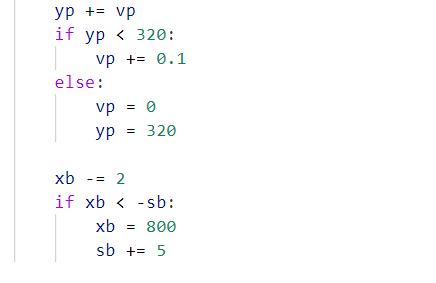 yp += vp
if yp < 320:
    vp += 0.1
else:
    vp = 0
    yp = 320

xb -= 2
if xb < -sb:
    xb = 800
    sb += 5